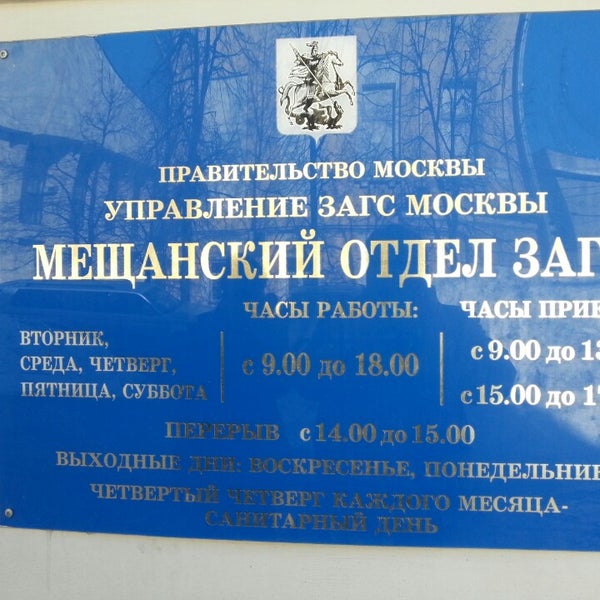 ПРАВИТЕЛЬСТВО МОСКВЫ
УПРАВЛЕНИЕ ЗАГС МОСКВЫ
МЕЩАНСКИЙ ОТДЕЛ ЗАГ
ЧАСЫ РАБОТЫ: ЧАСЫ ПРИЕ
ВТОРНИК,
СРЕДА, ЧЕТВЕРГ,
ПЯТНИЦА, СУББОТА
с 9.00 до 18.00
с 9.00 до 13
с 15.00 до 17
ПЕРЕРЫВ с 14.00 до 15.00
ВЫХОДНЫЕ ДНИ: ВОСКРЕСЕНЬЕ, ПОНЕДЕЛЬНИК
ЧЕТВЕРТЫЙ ЧЕТВЕРГ КАЖДОГО МЕСЯЦА-
САНИТАРНЫЙ ДЕНЬ